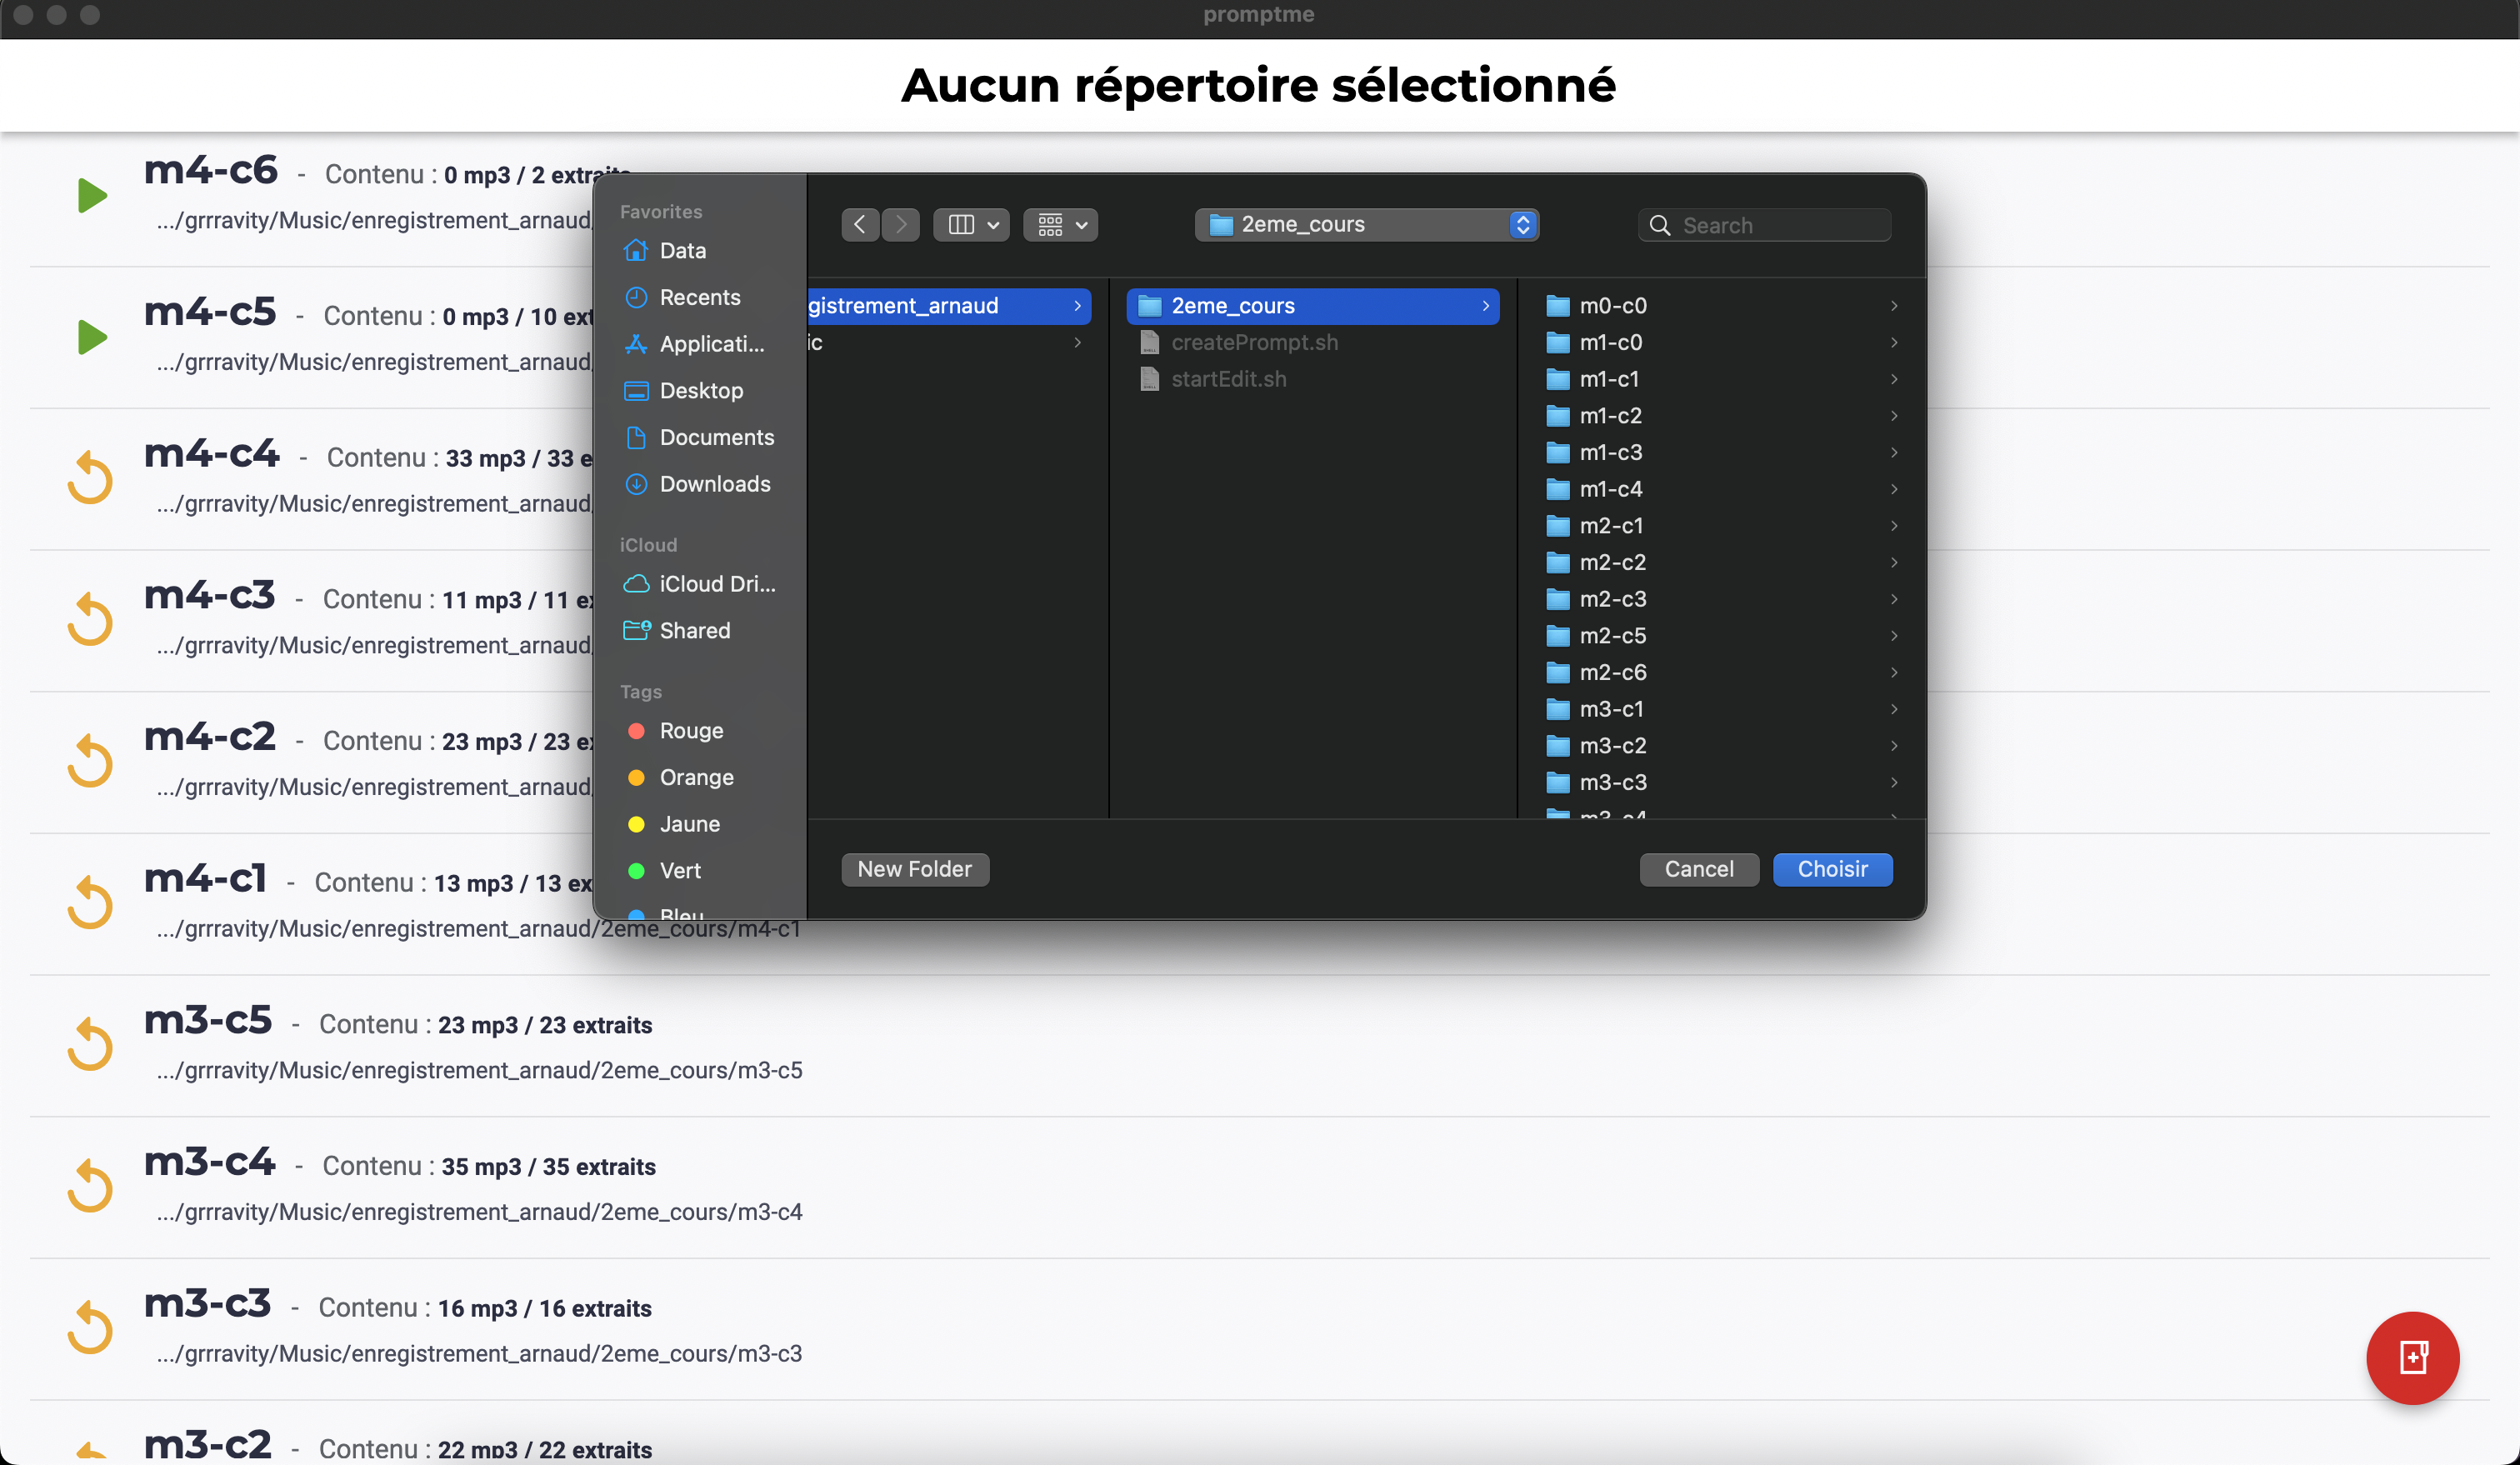 promptme
Aucun répertoire sélectionné
m4-c6 - Contenu : 0 mp3 / 2 extraits
.../grrravity/Music/enregistrement_arnaud/
m4-c5 - Contenu : 0 mp3 / 10 ext
.../grrravity/Music/enregistrement_arnaud/
m4-c4 - Contenu : 33 mp3 / 33 e
.../grrravity/Music/enregistrement_arnaud/
m4-c3 - Contenu : 11 mp3 / 11 ex
.../grrravity/Music/enregistrement_arnaud/
m4-c2 - Contenu : 23 mp3 / 23 ex
.../grrravity/Music/enregistrement_arnaud/
m4-c1 - Contenu : 13 mp3 / 13 ex
.../grrravity/Music/enregistrement_arnaud/2eme_cours/m4-c1
m3-c5 - Contenu : 23 mp3 / 23 extraits
.../grrravity/Music/enregistrement_arnaud/2eme_cours/m3-c5
m3-c4 - Contenu : 35 mp3 / 35 extraits
.../grrravity/Music/enregistrement_arnaud/2eme_cours/m3-c4
m3-c3 - Contenu : 16 mp3 / 16 extraits
.../grrravity/Music/enregistrement_arnaud/2eme_cours/m3-c3
m3-c2 - Contenu : 22 mp3 / 22 extraits
Favorites
Data
Recents
Applicati...
Desktop
Documents
Downloads
iCloud
iCloud Dri...
Shared
Tags
Rouge
Orange
Jaune
Vert
Bleu
2eme_cours
Search
gistrement_arnaud
ic
2eme_cours
createPrompt.sh
startEdit.sh
m0-c0
m1-c0
m1-c1
m1-c2
m1-c3
m1-c4
m2-c1
m2-c2
m2-c3
m2-c5
m2-c6
m3-c1
m3-c2
m3-c3
m3-c4
New Folder
Cancel
Choisir